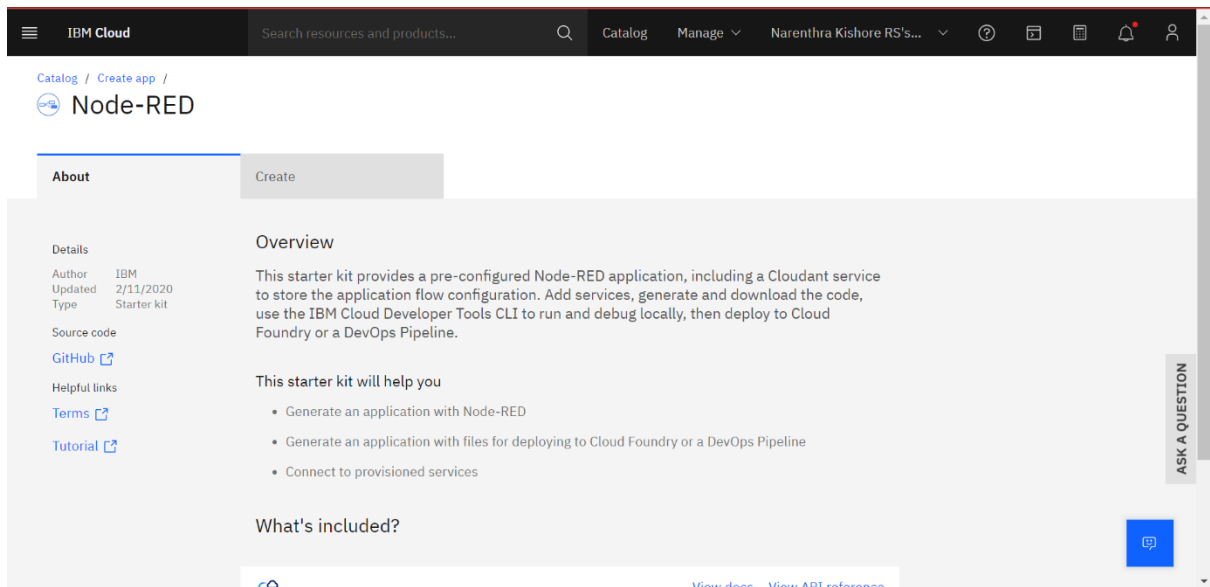 IBM Cloud
Search resources and products...
Catalog
Manage
Narenthra Kishore RS's...
Catalog / Create app /
Node-RED
About
Create
Details
Author IBM
Updated 2/11/2020
Type Starter kit
Source code
GitHub
Helpful links
Terms
Tutorial
Overview
This starter kit provides a pre-configured Node-RED application, including a Cloudant service
to store the application flow configuration. Add services, generate and download the code,
use the IBM Cloud Developer Tools CLI to run and debug locally, then deploy to Cloud
Foundry or a DevOps Pipeline.
This starter kit will help you
• Generate an application with Node-RED
• Generate an application with files for deploying to Cloud Foundry or a DevOps Pipeline
• Connect to provisioned services
What's included?
View docs View API reference
ASK A QUESTION